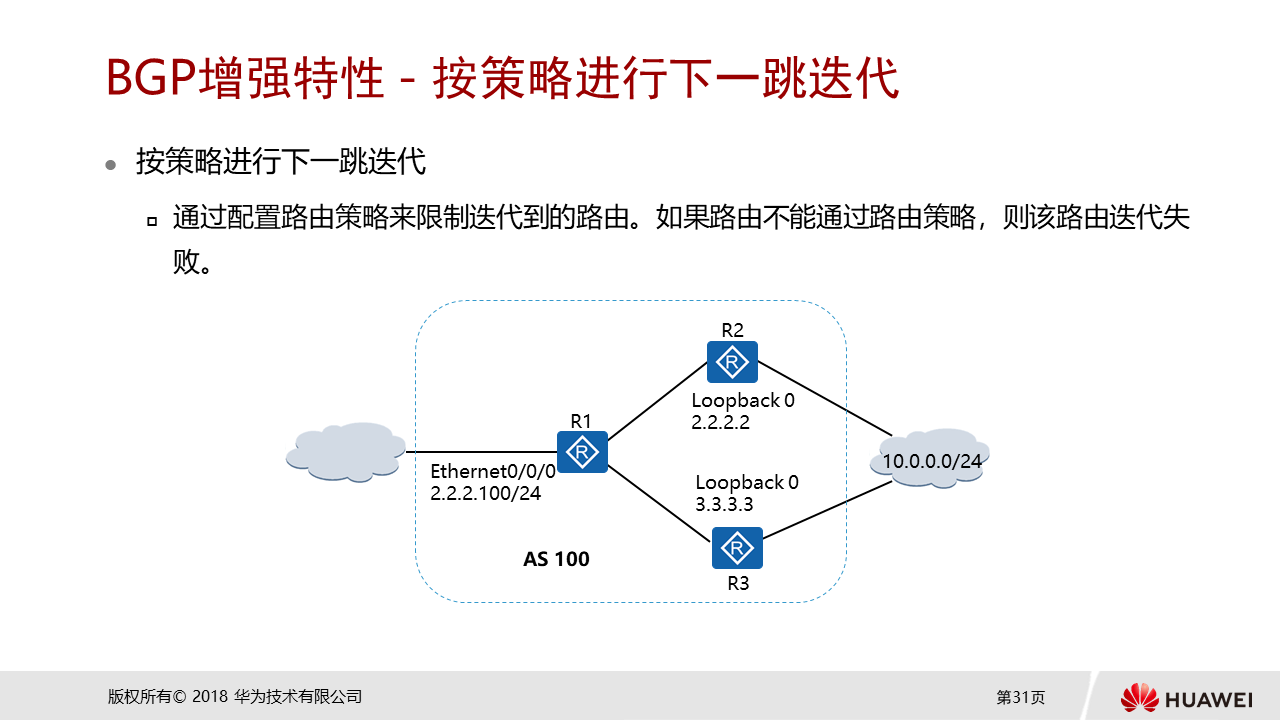 BGP增强特性 - 按策略进行下一跳迭代
按策略进行下一跳迭代
通过配置路由策略来限制迭代到的路由。如果路由不能通过路由策略，则该路由迭代失
败。
R2
R
Loopback 0
2.2.2.2
R1
R
Ethernet0/0/0
2.2.2.100/24
10.0.0.0/24
Loopback 0
3.3.3.3
R
R3
AS 100
版权所有© 2018 华为技术有限公司
第31页
HUAWEI